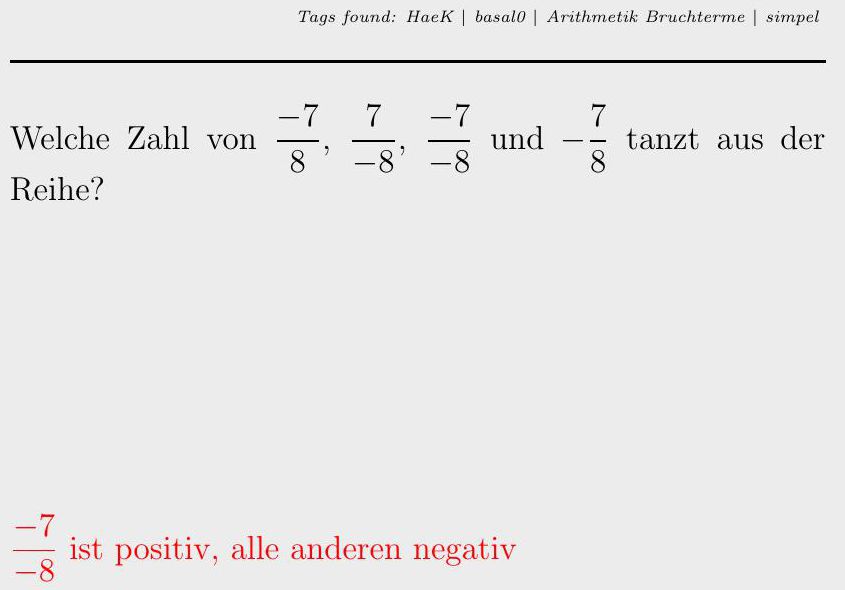 Tags found: HaeK | basal0 | Arithmetik Bruchterme | simpel
Welche Zahl von $\frac{-7}{8}$, $\frac{7}{-8}$, $\frac{-7}{-8}$ und $-\frac{7}{8}$ tanzt aus der
Reihe?
$\frac{-7}{-8}$ ist positiv, alle anderen negativ